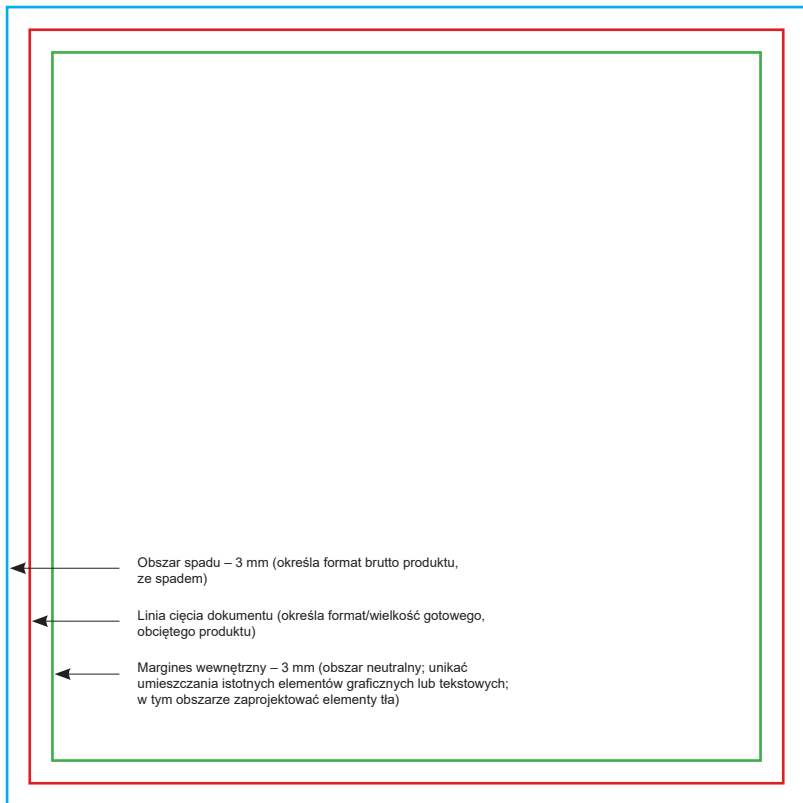 Obszar spadu – 3 mm (określa format brutto produktu,
ze spadem)
Linia cięcia dokumentu (określa format/wielkość gotowego,
obciętego produktu)
Margines wewnętrzny – 3 mm (obszar neutralny; unikać
umieszczania istotnych elementów graficznych lub tekstowych;
w tym obszarze zaprojektować elementy tła)